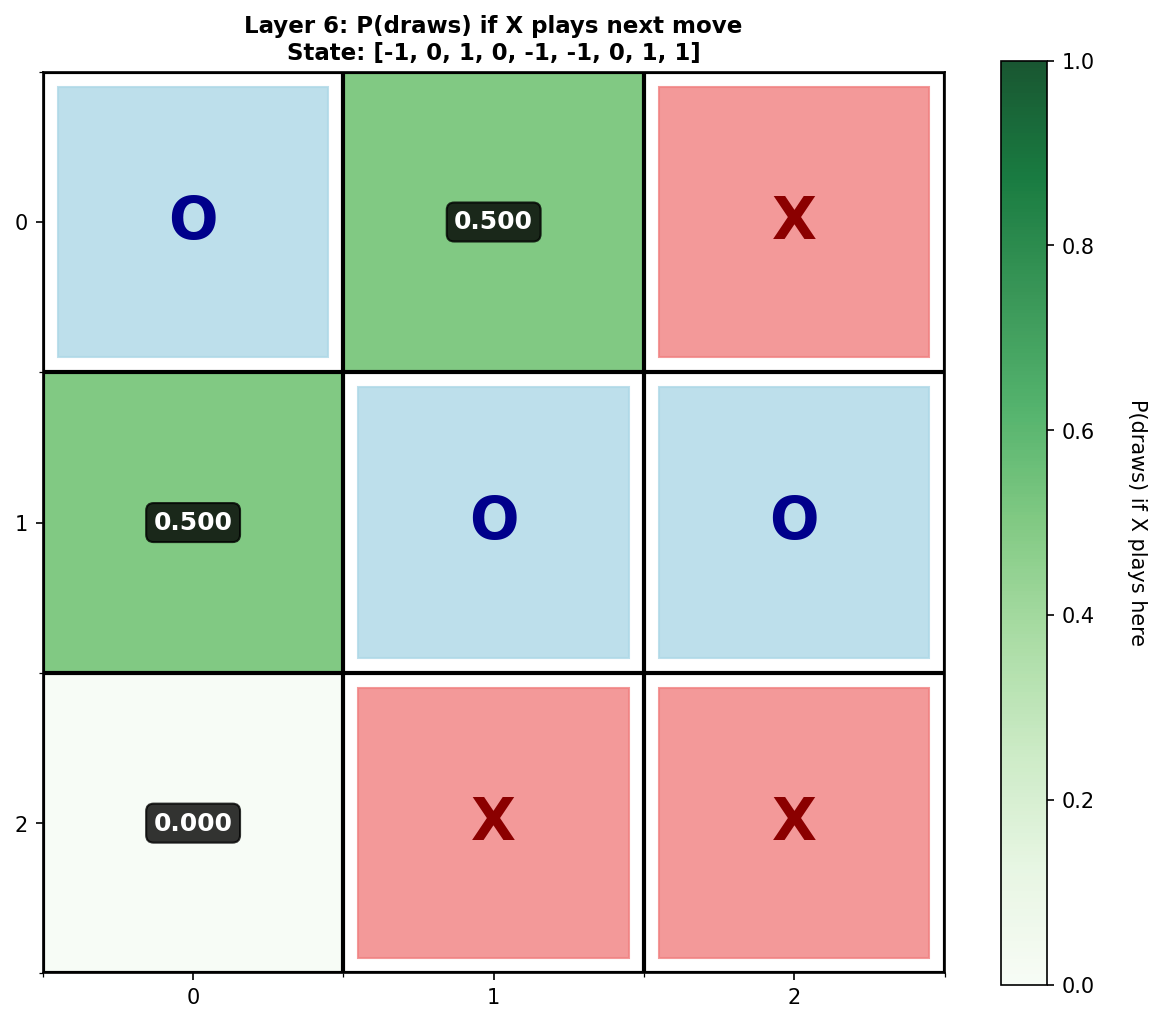 Layer 6: P(draws) if X plays next move
State: [-1, 0, 1, 0, -1, -1, 0, 1, 1]
0
O
0.500
X
1
0.500
O
O
2
0.000
X
X
0
1
2
1.0
0.8
0.6
0.4
0.2
0.0
P(draws) if X plays here